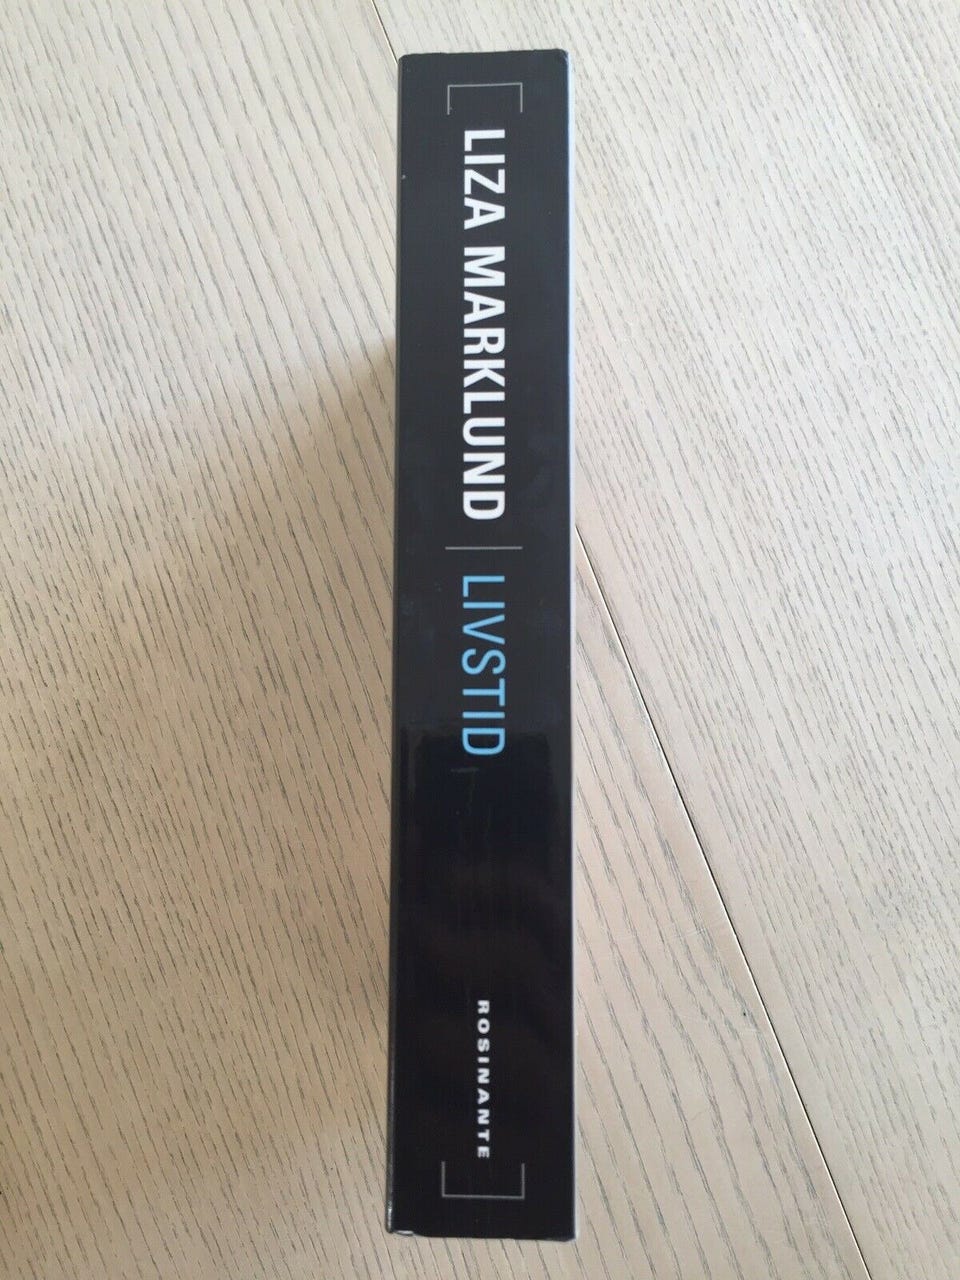 LIZA MARKLUND | LIVSTID
ROSINANTE